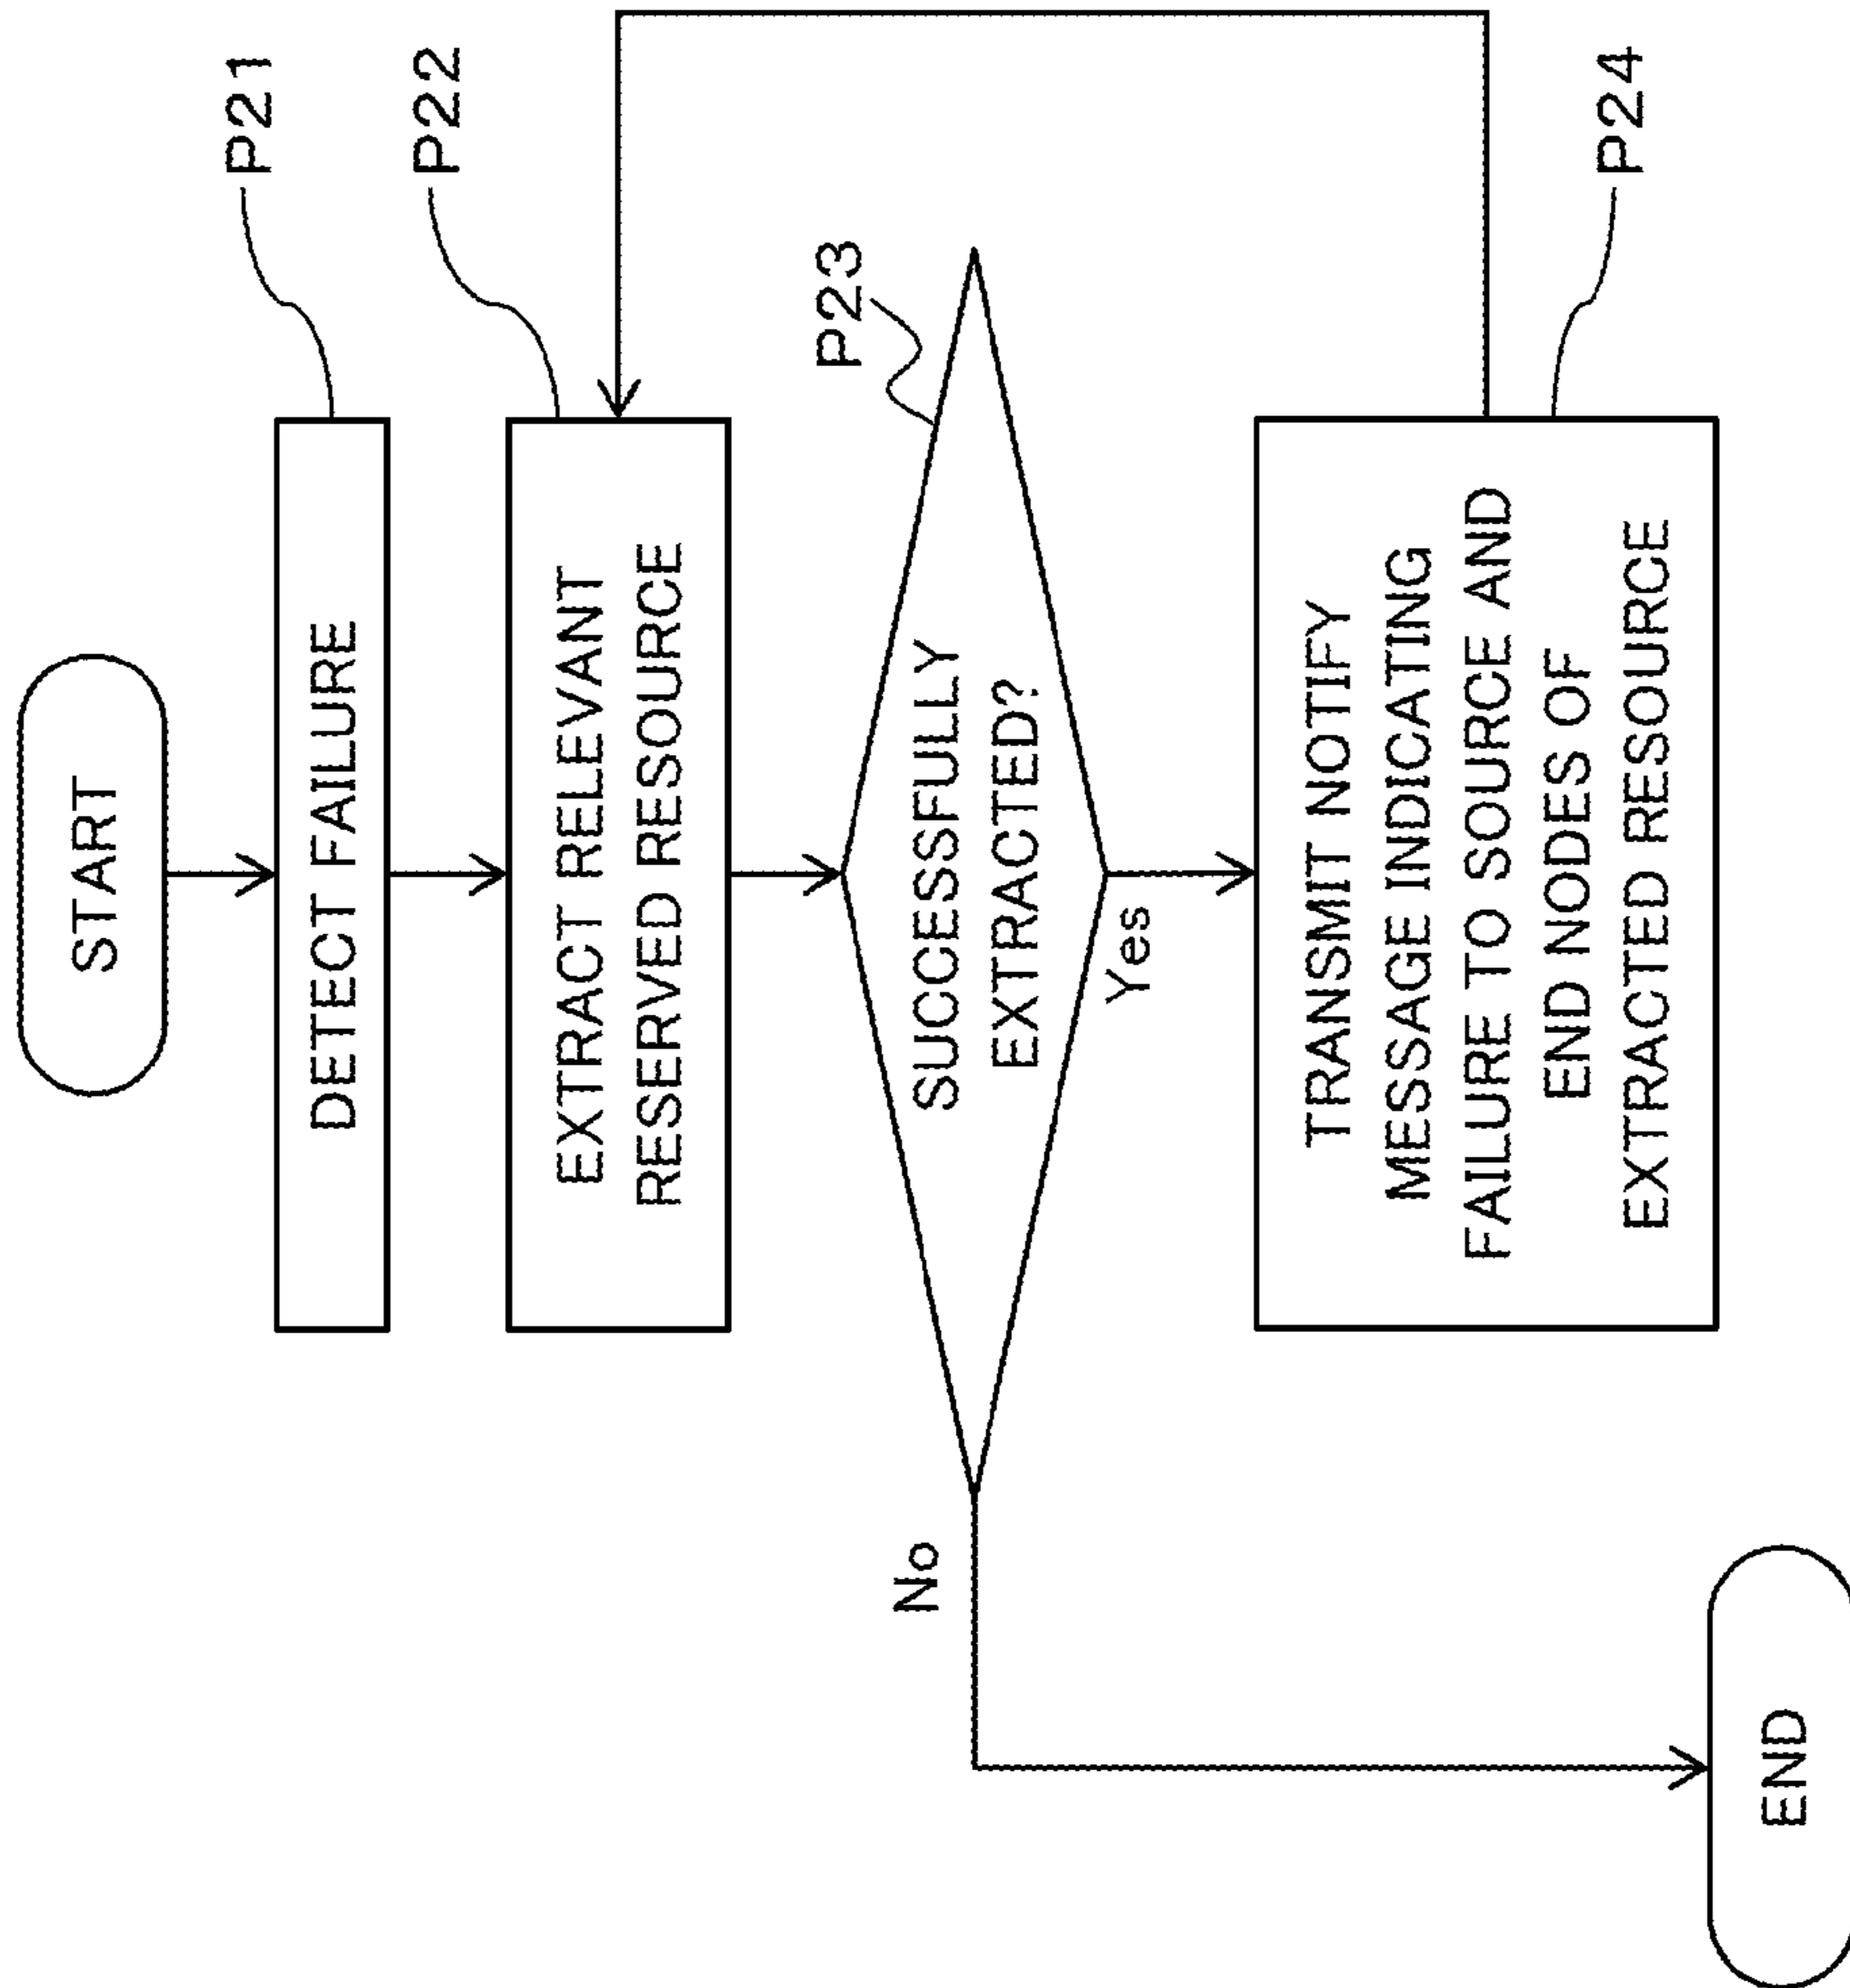 START
DETECT FAILURE
P21
EXTRACT RELEVANT
RESERVED RESOURCE
P22
SUCCESSFULLY
EXTRACTED?
P23
No
Yes
TRANSMIT NOTIFY
MESSAGE INDICATING
FAILURE TO SOURCE AND
END NODES OF
EXTRACTED RESOURCE
P24
END